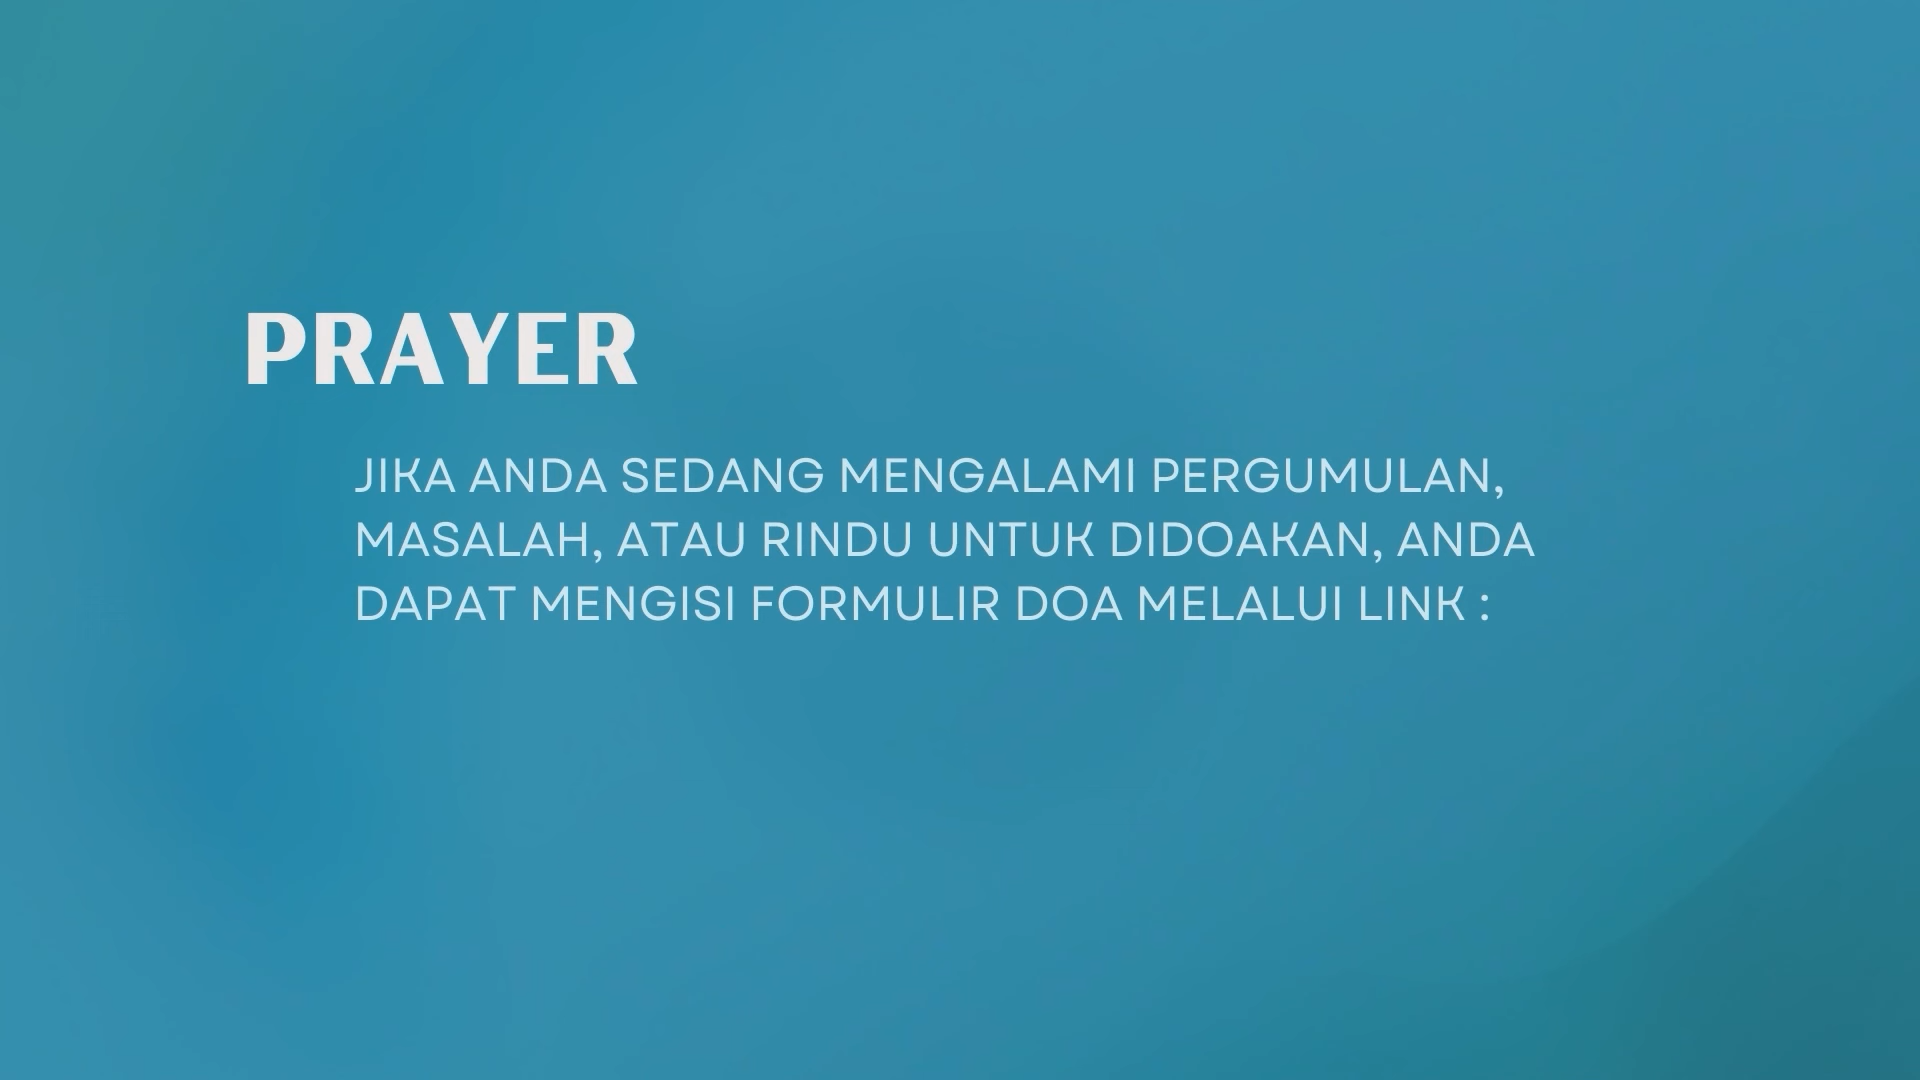 PRAYER
JIKA ANDA SEDANG MENGALAMI PERGUMULAN,
MASALAH, ATAU RINDU UNTUK DIDOAKAN, ANDA
DAPAT MENGISI FORMULIR DOA MELALUI LINK :